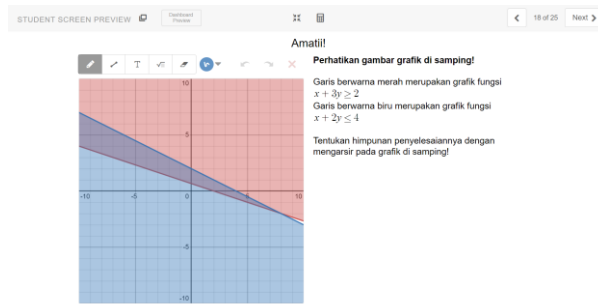 STUDENT SCREEN PREVIEW
Dashboard
Preview
18 of 25
Next
Amatii!
T
Perhatikan gambar grafik di samping!
Garis berwarna merah merupakan grafik fungsi
x + 3y ≥ 2
Garis berwarna biru merupakan grafik fungsi
x + 2y ≤ 4
Tentukan himpunan penyelesaiannya dengan
mengarsir pada grafik di samping!
10
5
-10
-5
0
5
10
-5
-10